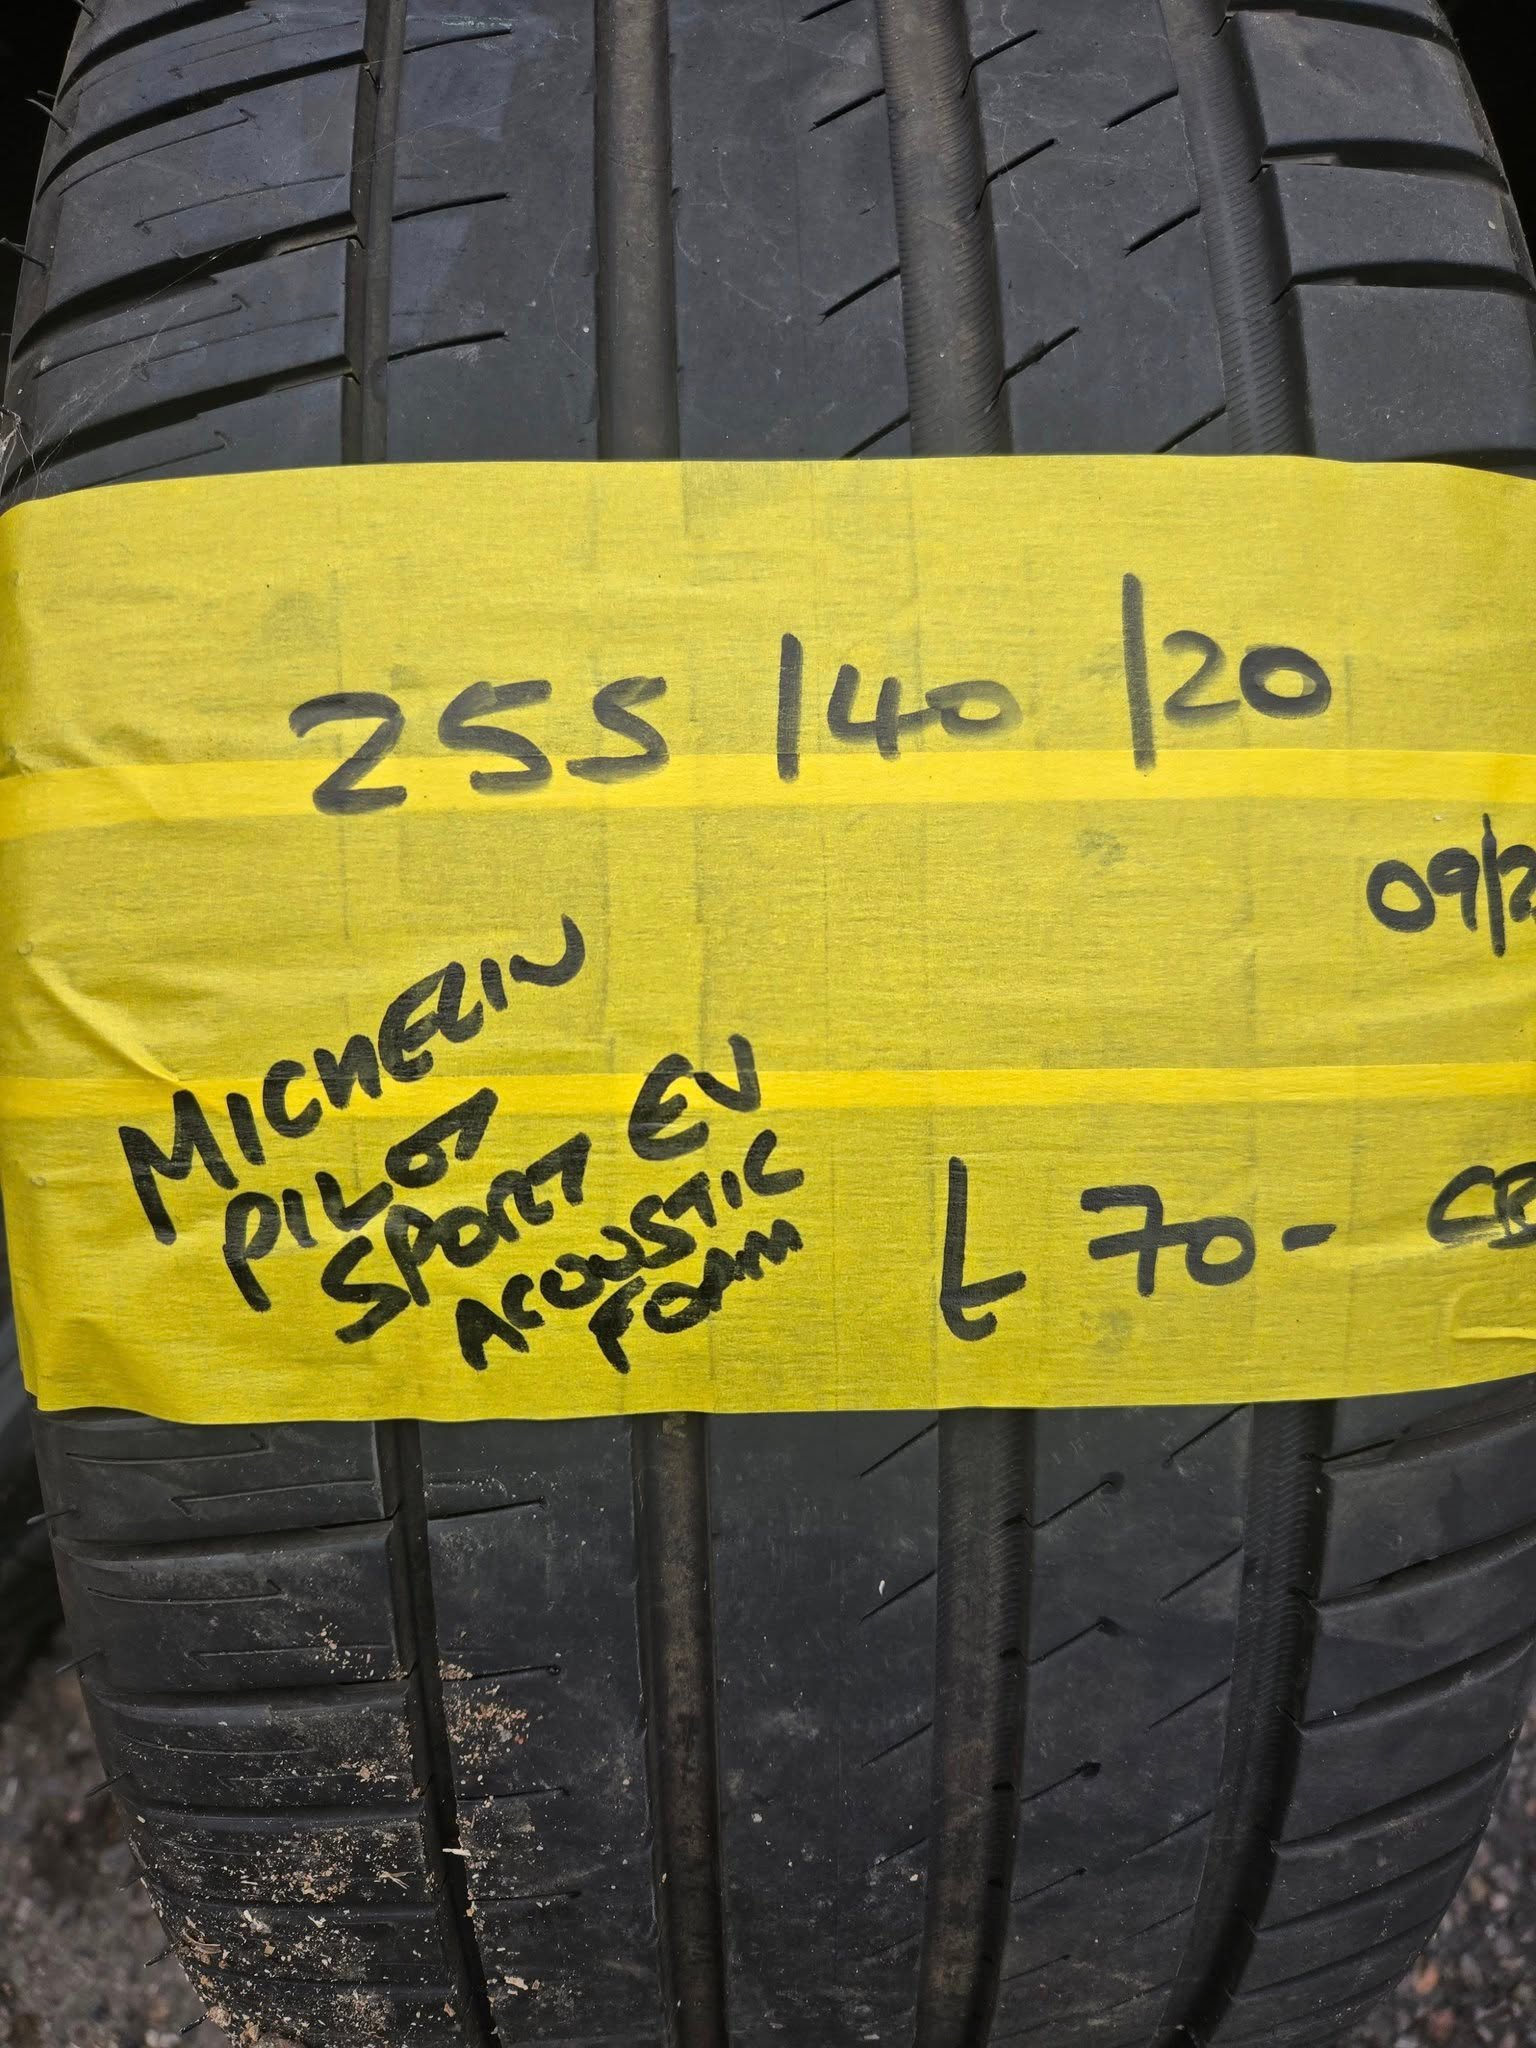 255/40/20
09/2
MICHELIN
PILOT
SPORT EV
ACOUSTIC
FOAM
£70-